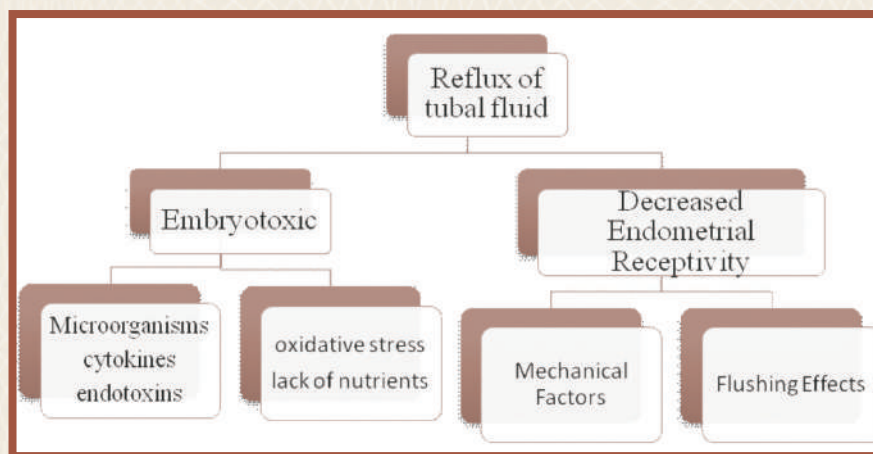 Reflux of
tubal fluid
Embryotoxic
Decreased
Endometrial
Receptivity
Microorganisms
cytokines
endotoxins
oxidative stress
lack of nutrients
Mechanical
Factors
Flushing Effects